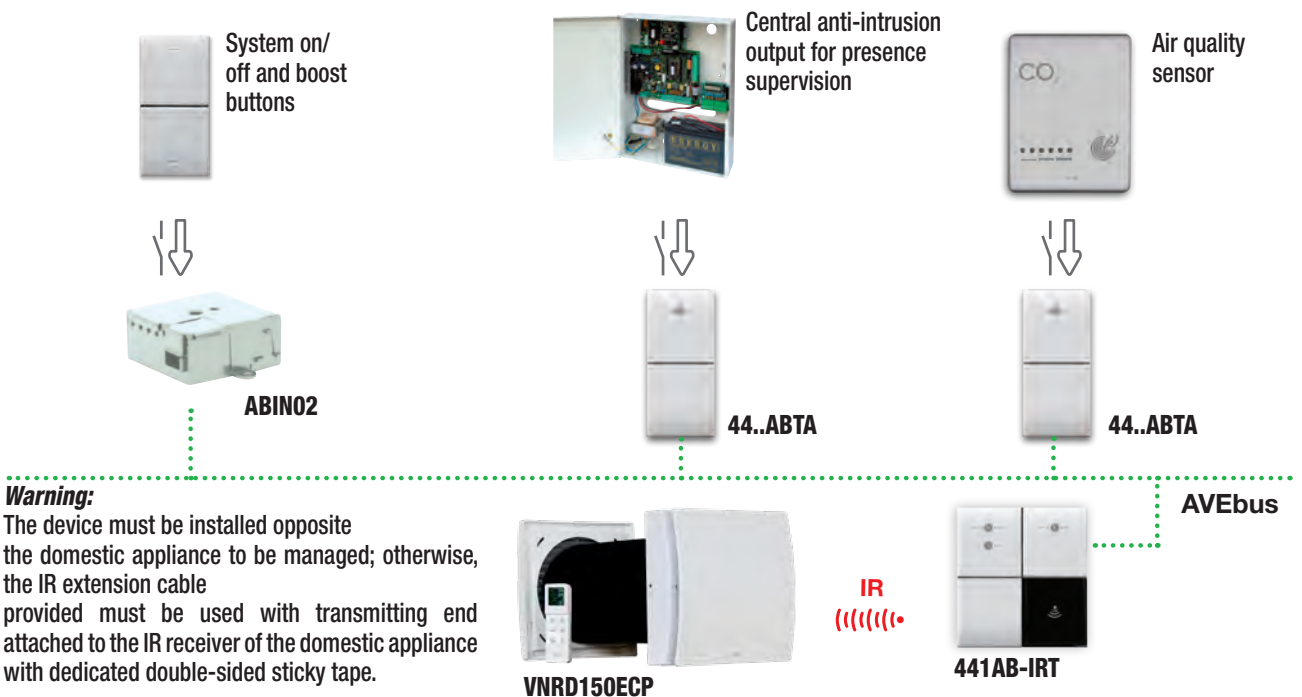 System on/
off and boost
buttons
Central anti-intrusion
output for presence
supervision
ENERGY
Air quality
sensor
CO2
ABIN02
44..ABTA
44..ABTA
AVEbus
Warning:
The device must be installed opposite
the domestic appliance to be managed; otherwise,
the IR extension cable
provided must be used with transmitting end
attached to the IR receiver of the domestic appliance
with dedicated double-sided sticky tape.
IR
VNRD150ECP
441AB-IRT